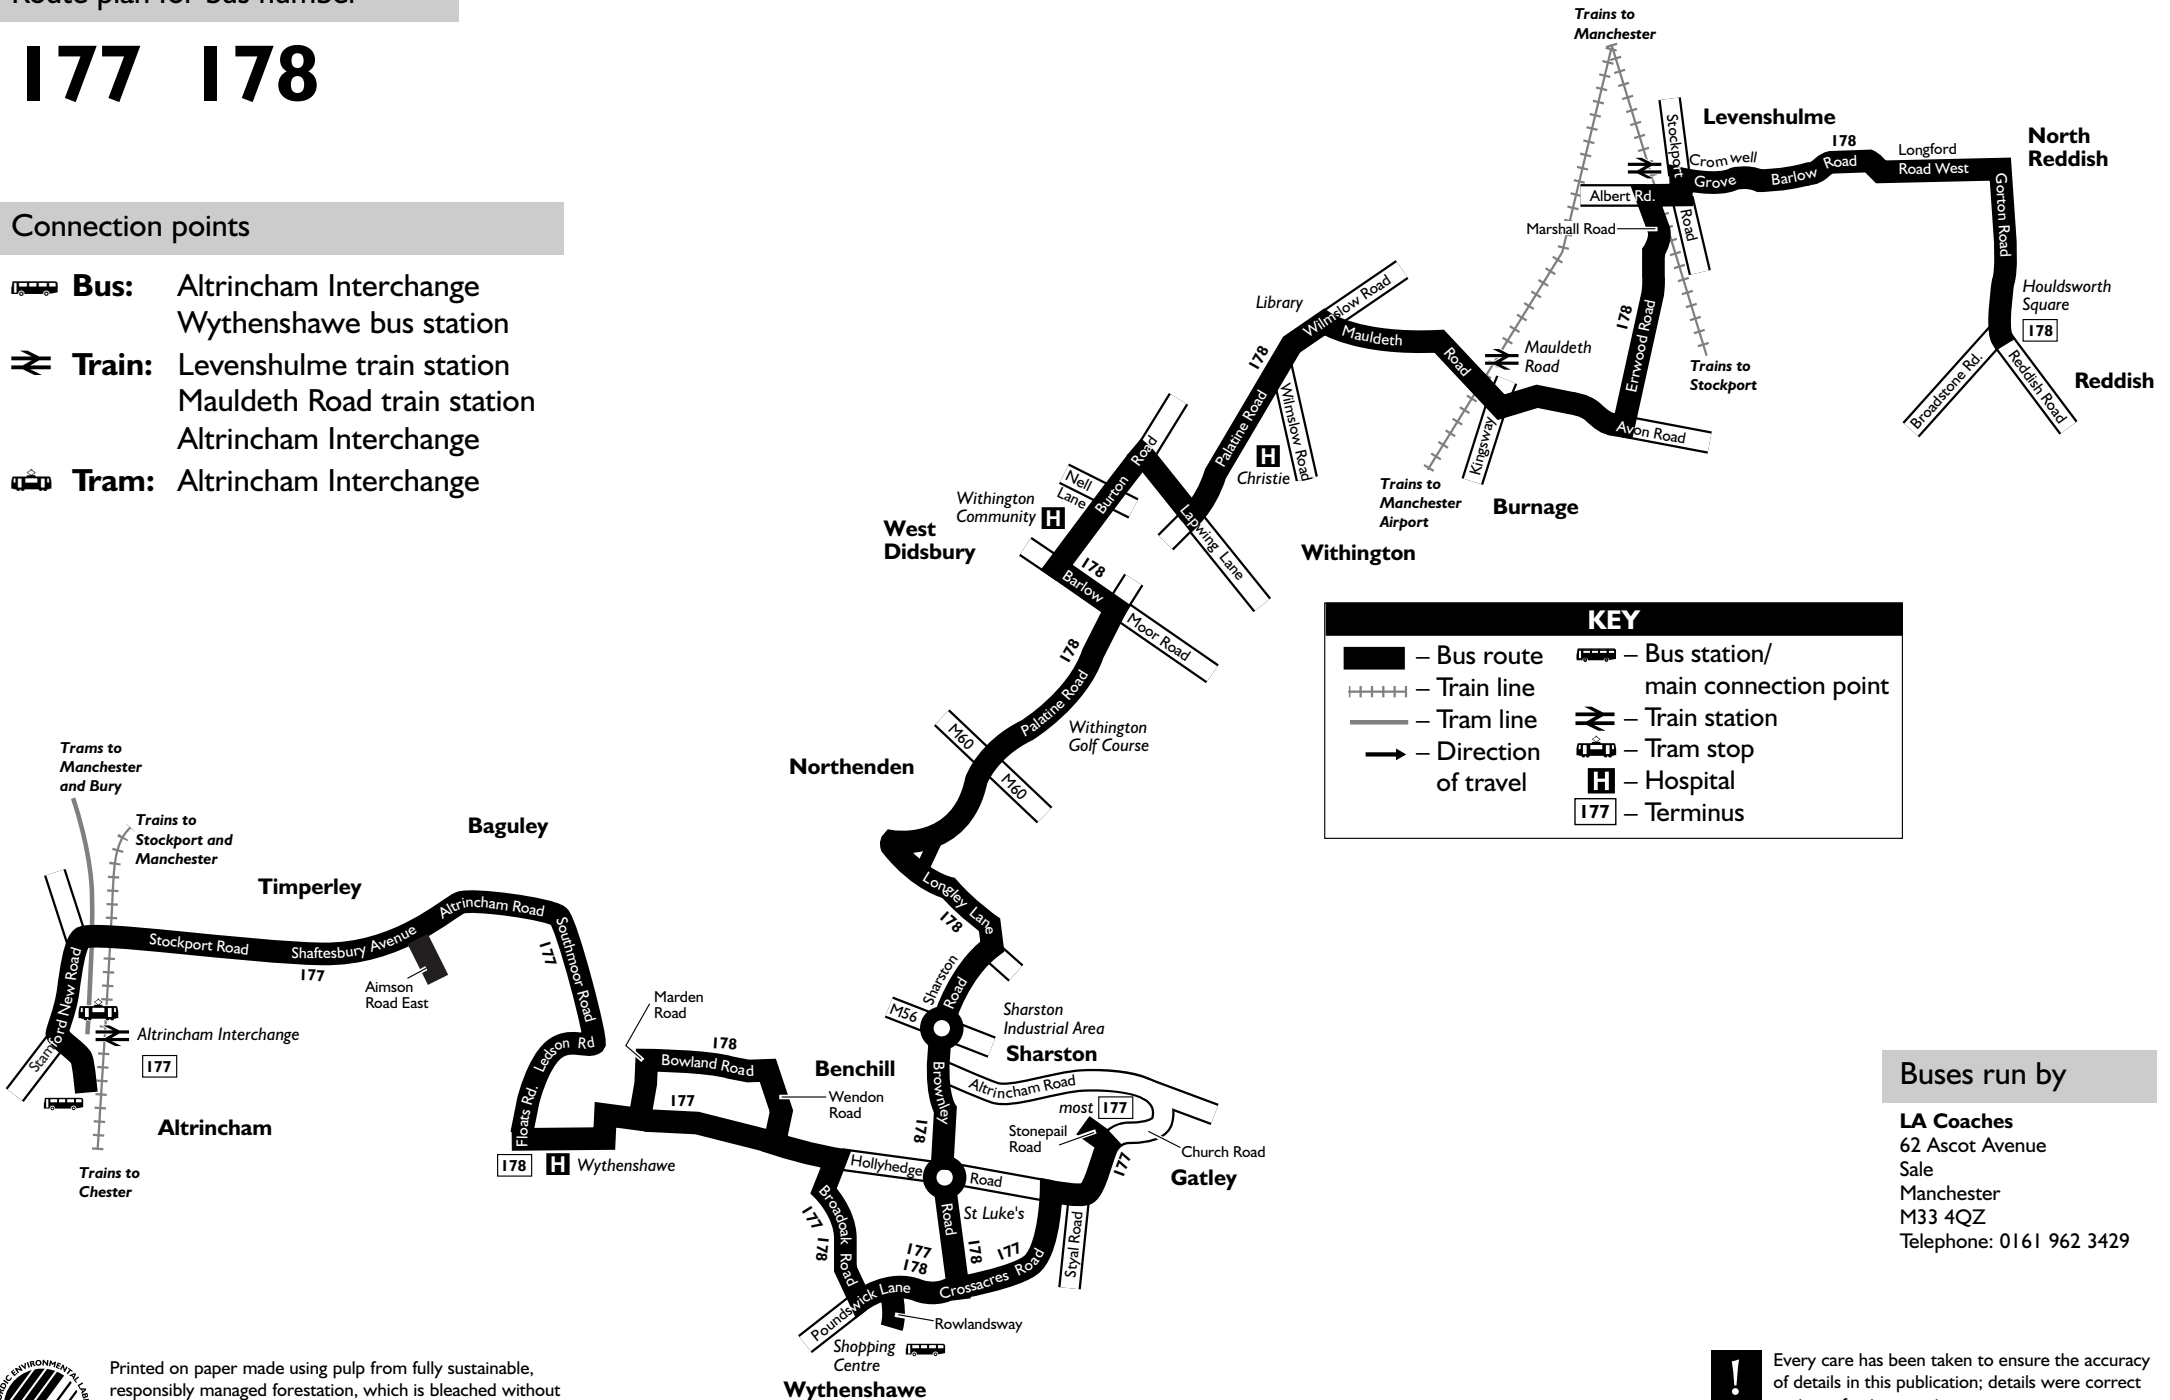 Route plan for bus number
177 178
Connection points
Bus: Altrincham Interchange
Wythenshawe bus station
Train: Levenshulme train station
Mauldeth Road train station
Altrincham Interchange
Tram: Altrincham Interchange
Trains to
Manchester
Levenshulme
North
Reddish
Stockport
Road
Cromwell
Grove
Barlow
Road
178
Longford
Road West
Gorton Road
Albert Rd.
Marshall Road
Houldsworth
Square
178
Broadstone Rd.
Reddish Road
Reddish
Trains to
Stockport
178
Errwood Road
Avon Road
Mauldeth
Road
Kingsway
Burnage
Trains to
Manchester
Airport
Library
Wilmslow Road
Mauldeth
Road
178
Palatine Road
Wilmslow Road
H
Christie
Withington
Lapwing Lane
Burton
Road
Nell
Lane
Withington
Community H
West
Didsbury
178
Barlow
Moor Road
178
Palatine Road
Withington
Golf Course
M60
M60
Northenden
Longley Lane
178
Sharston
Road
M56
Sharston
Industrial Area
Sharston
Altrincham Road
most 177
Stonepail
Road
Church Road
Gatley
177
Brownley
178
Road
Hollyhedge
Road
St Luke's
178
177
Crossacres Road
Styal Road
177
178
Poundswick Lane
Rowlandsway
Shopping
Centre
Wythenshawe
Broadoak Road
177 178
Benchill
Wendon
Road
178
Bowland Road
177
Marden
Road
178 H Wythenshawe
Floats Rd.
Ledson Rd
Southmoor Road
177
Baguley
Altrincham Road
Timperley
Shaftesbury Avenue
177
Aimson
Road East
Stockport Road
Trams to
Manchester
and Bury
Trains to
Stockport and
Manchester
Stamford New Road
Altrincham Interchange
177
Altrincham
Trains to
Chester
KEY
– Bus route
– Train line
– Tram line
– Direction
of travel
– Bus station/
main connection point
– Train station
– Tram stop
H – Hospital
177 – Terminus
Buses run by
LA Coaches
62 Ascot Avenue
Sale
Manchester
M33 4QZ
Telephone: 0161 962 3429
Printed on paper made using pulp from fully sustainable,
responsibly managed forestation, which is bleached without
!
Every care has been taken to ensure the accuracy
of details in this publication; details were correct